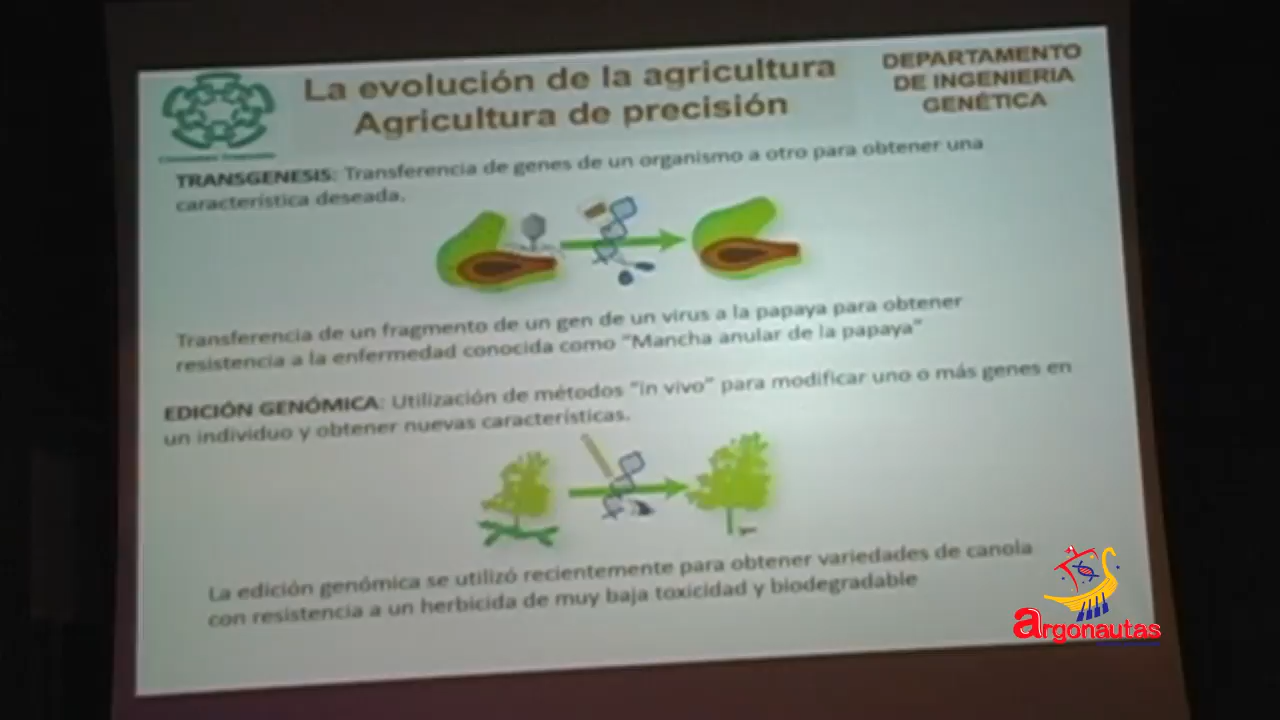 La evolución de la agricultura
Agricultura de precisión
DEPARTAMENTO
DE INGENIERIA
GENÉTICA
TRANSGENESIS: Transferencia de genes de un organismo a otro para obtener una
característica deseada.
Transferencia de un fragmento de un gen de un virus a la papaya para obtener
resistencia a la enfermedad conocida como “Mancha anular de la papaya”
EDICIÓN GENÓMICA: Utilización de métodos “in vivo” para modificar uno o más genes en
un individuo y obtener nuevas características.
La edición genómica se utilizó recientemente para obtener variedades de canola
con resistencia a un herbicida de muy baja toxicidad y biodegradable
argonautas